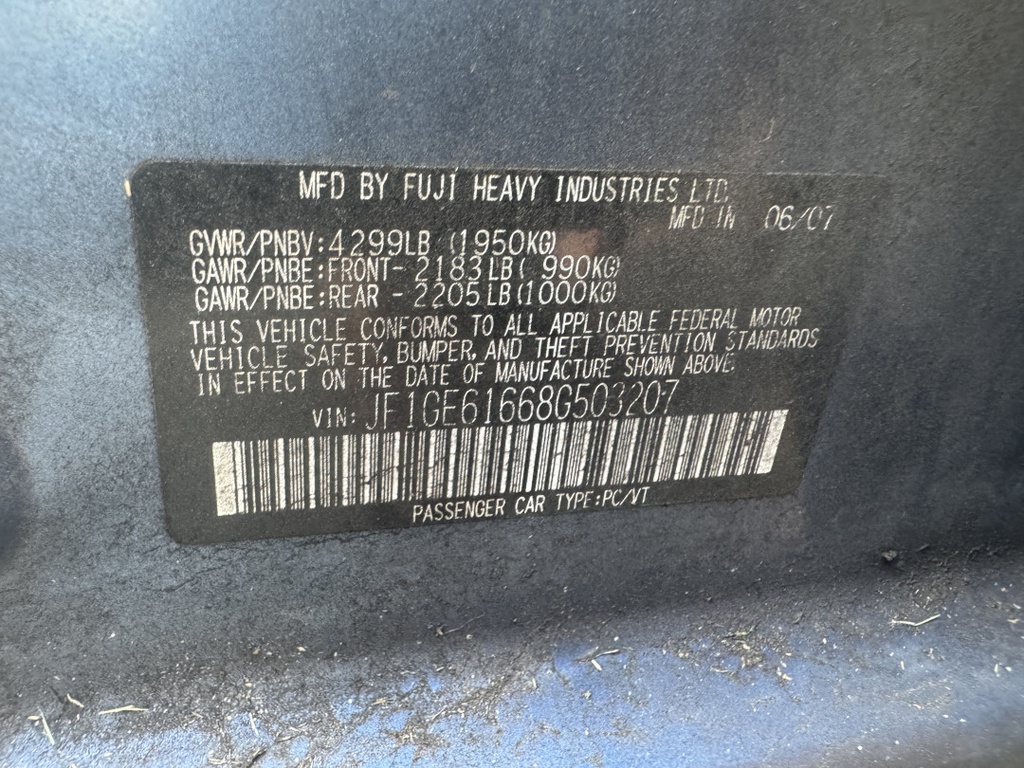 MFD BY FUJI HEAVY INDUSTRIES LTD.
MFD IN 06/07
GVWR/PNBV:4299LB (1950KG)
GAWR/PNBE:FRONT- 2183LB( 990KG)
GAWR/PNBE:REAR - 2205LB(1000KG)
THIS VEHICLE CONFORMS TO ALL APPLICABLE FEDERAL MOTOR
VEHICLE SAFETY, BUMPER, AND THEFT PREVENTION STANDARDS
IN EFFECT ON THE DATE OF MANUFACTURE SHOWN ABOVE.
VIN: JF1GE61668G503207
PASSENGER CAR TYPE:PC/VT